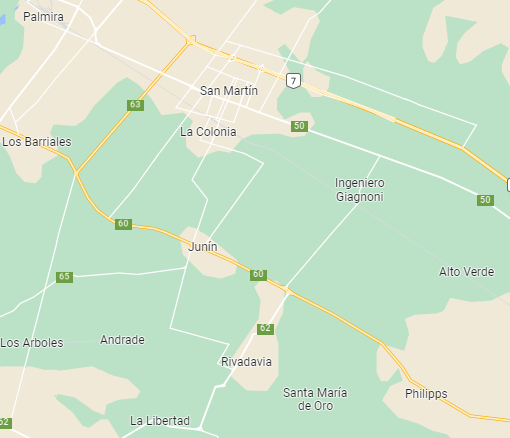 Palmira
7
San Martín
63
50
La Colonia
Los Barriales
Ingeniero
Giagnoni
50
60
Junín
60
65
Alto Verde
62
Los Arboles
Andrade
Rivadavia
Santa María
de Oro
Philipps
La Libertad
62